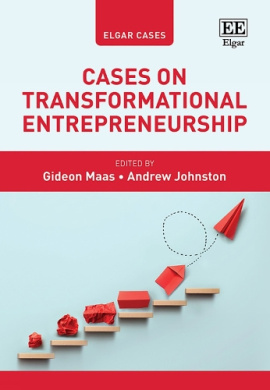 ELGAR CASES
EE
Elgar
CASES ON
TRANSFORMATIONAL
ENTREPRENEURSHIP
EDITED BY
Gideon Maas • Andrew Johnston